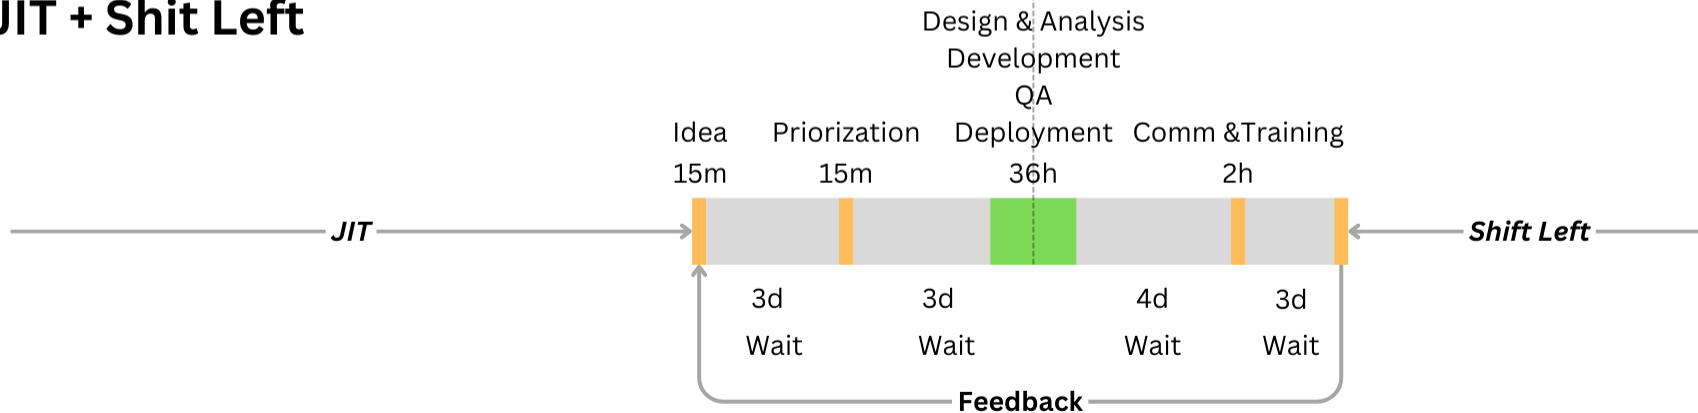 JIT + Shit Left
Design & Analysis
Development
QA
Idea Priorization Deployment Comm &Training
15m 15m 36h 2h
JIT Shift Left
3d 3d 4d 3d
Wait Wait Wait Wait
Feedback